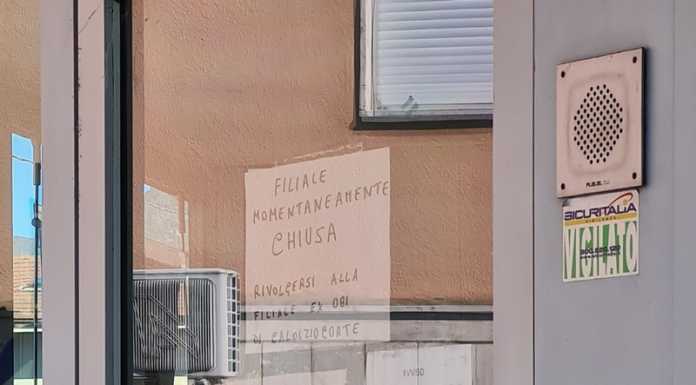 FILIALE
MOMENTANEAMENTE
CHIUSA
RIVOLGERSI ALLA
FILIALE EX OBI
DI CALOLZIOCORTE
SICURITALIA
VIGILATO